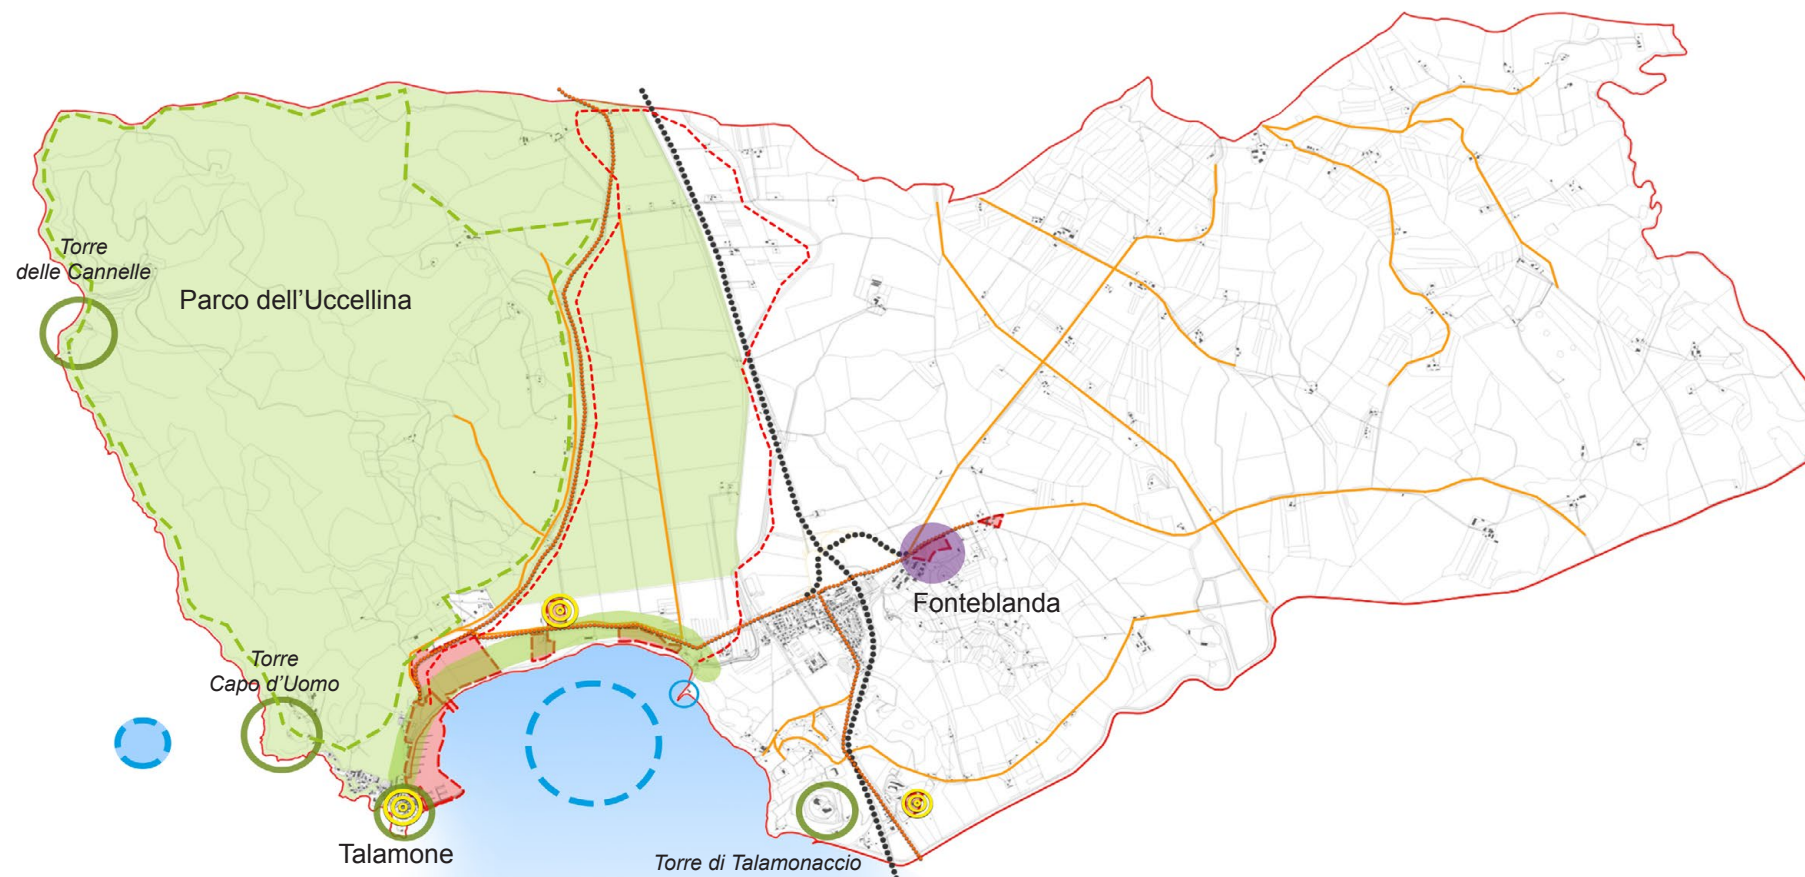 Torre
delle Cannelle
Parco dell'Uccellina
Fonteblanda
Torre
Capo d'Uomo
Talamone
Torre di Talamonaccio